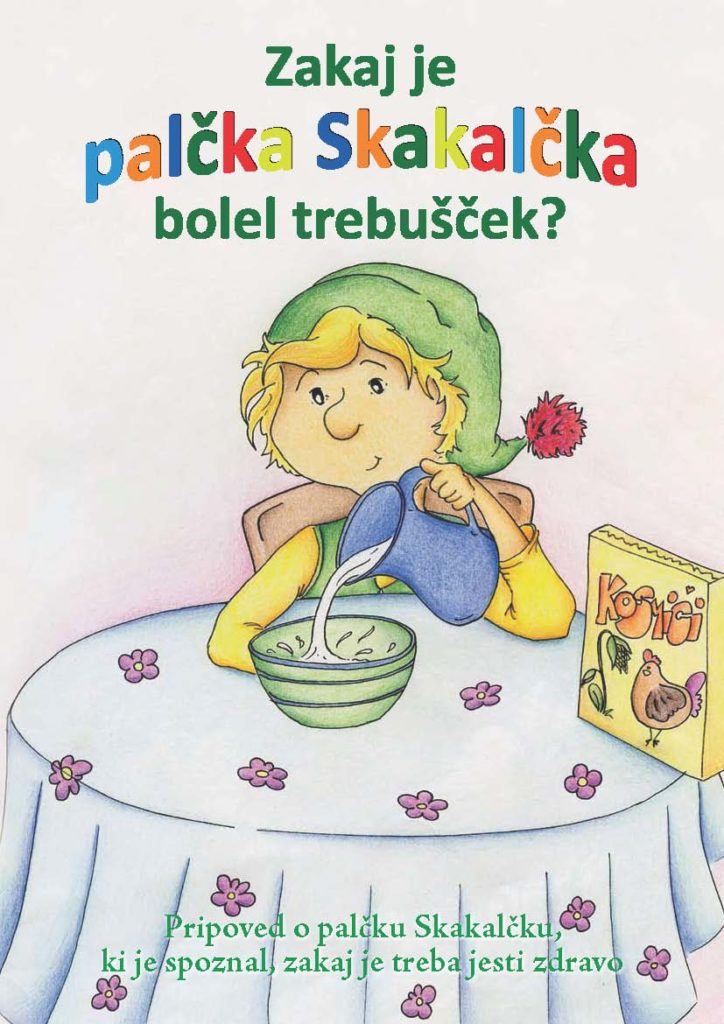 Zakaj je
palčka Skakalčka
bolel trebušček?
Kosmiči
Pripoved o palčku Skakalčku,
ki je spoznal, zakaj je treba jesti zdravo